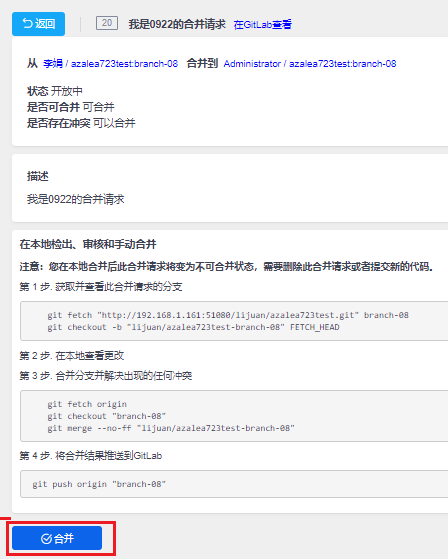 返回 20 我是0922的合并请求 在GitLab查看
从 李娟 / azalea723test:branch-08 合并到 Administrator / azalea723test:branch-08
状态 开放中
是否可合并 可合并
是否存在冲突 可以合并
描述
我是0922的合并请求
在本地检出、审核和手动合并
注意：您在本地合并后此合并请求将变为不可合并状态，需要删除此合并请求或者提交新的代码。
第 1 步. 获取并查看此合并请求的分支
git fetch "http://192.168.1.161:51080/lijuan/azalea723test.git" branch-08
git checkout -b "lijuan/azalea723test-branch-08" FETCH_HEAD
第 2 步. 在本地查看更改
第 3 步. 合并分支并解决出现的任何冲突
git fetch origin
git checkout "branch-08"
git merge --no-ff "lijuan/azalea723test-branch-08"
第 4 步. 将合并结果推送到GitLab
git push origin "branch-08"
合并